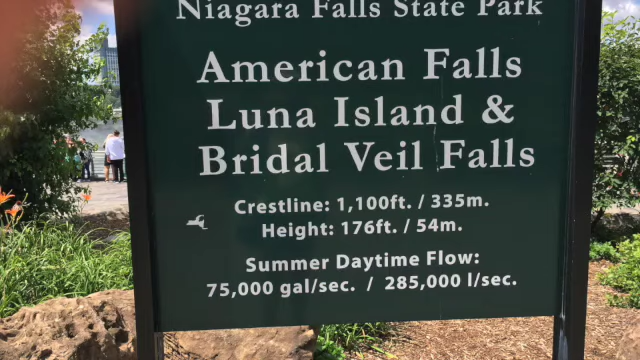 Niagara Falls State Park
American Falls
Luna Island &
Bridal Veil Falls
Crestline: 1,100ft. / 335m.
Height: 176ft. / 54m.
Summer Daytime Flow:
75,000 gal/sec. / 285,000 l/sec.